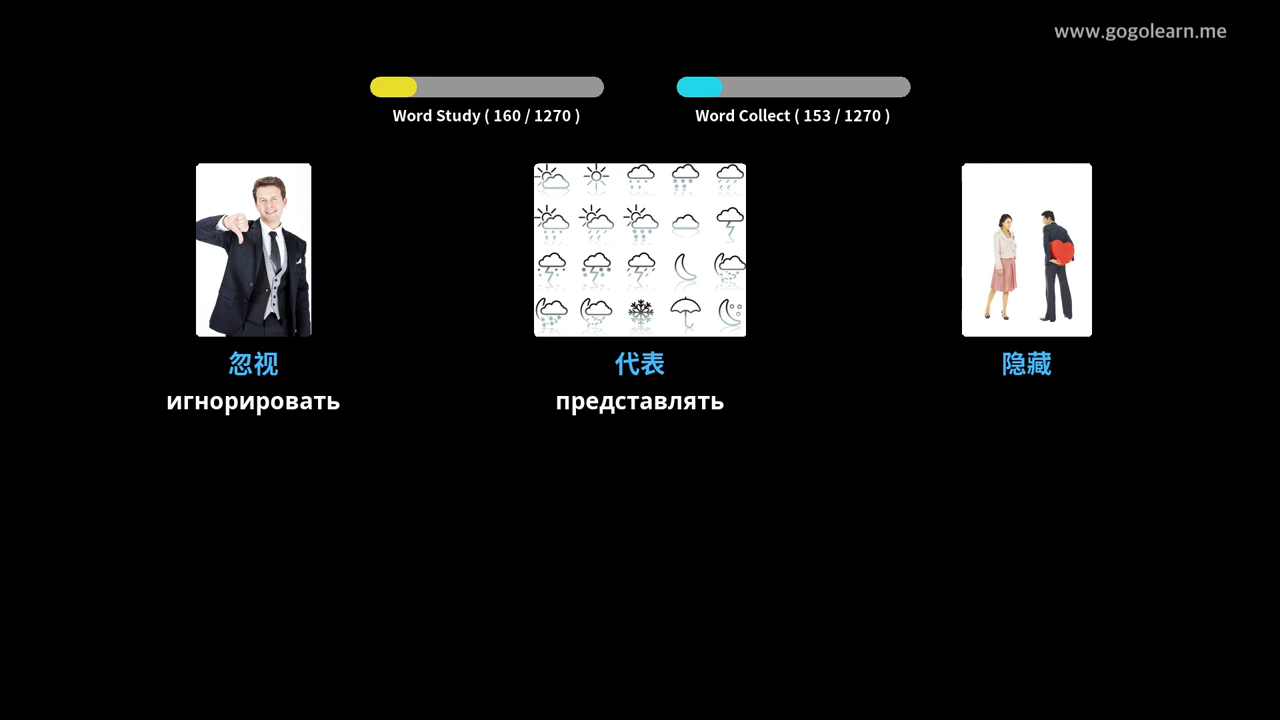 www.gogolearn.me
Word Study ( 160 / 1270 )
Word Collect ( 153 / 1270 )
忽视
代表
隐藏
игнорировать
представлять